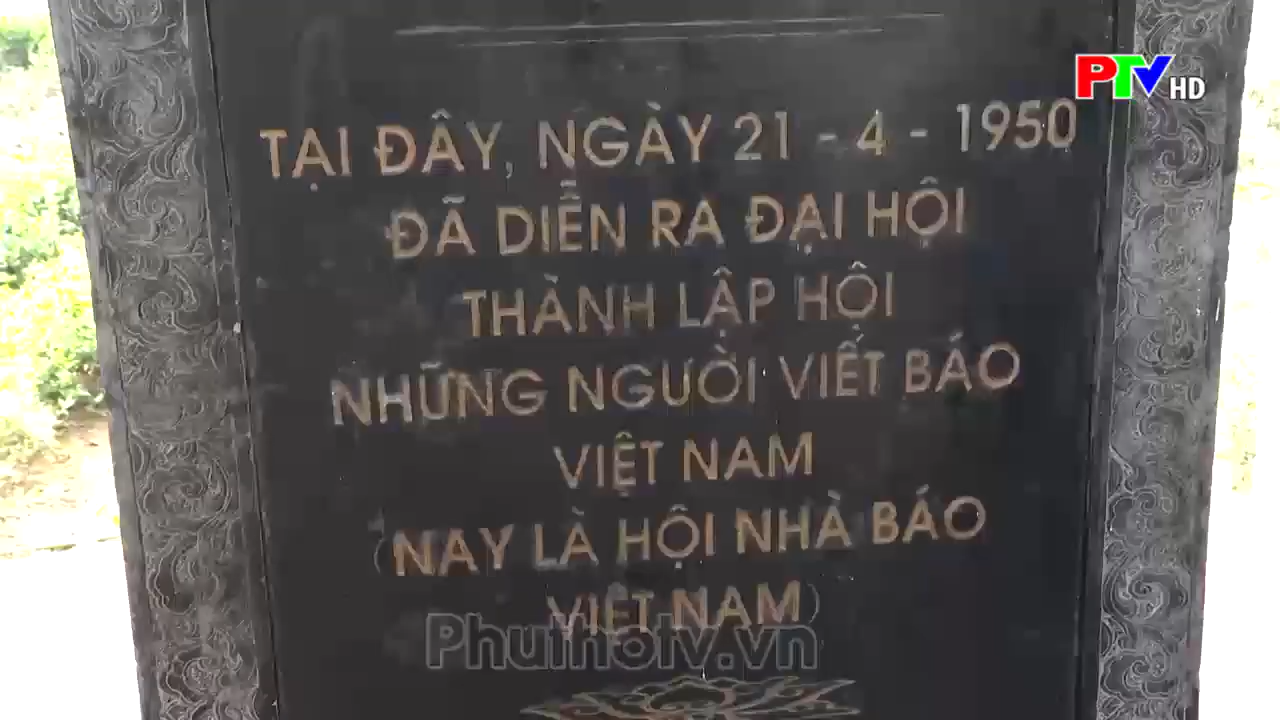 PTV HD
TẠI ĐÂY, NGÀY 21 - 4 - 1950
ĐÃ DIỄN RA ĐẠI HỘI
THÀNH LẬP HỘI
NHỮNG NGƯỜI VIẾT BÁO
VIỆT NAM
(NAY LÀ HỘI NHÀ BÁO
VIỆT NAM)
Phuthotv.vn